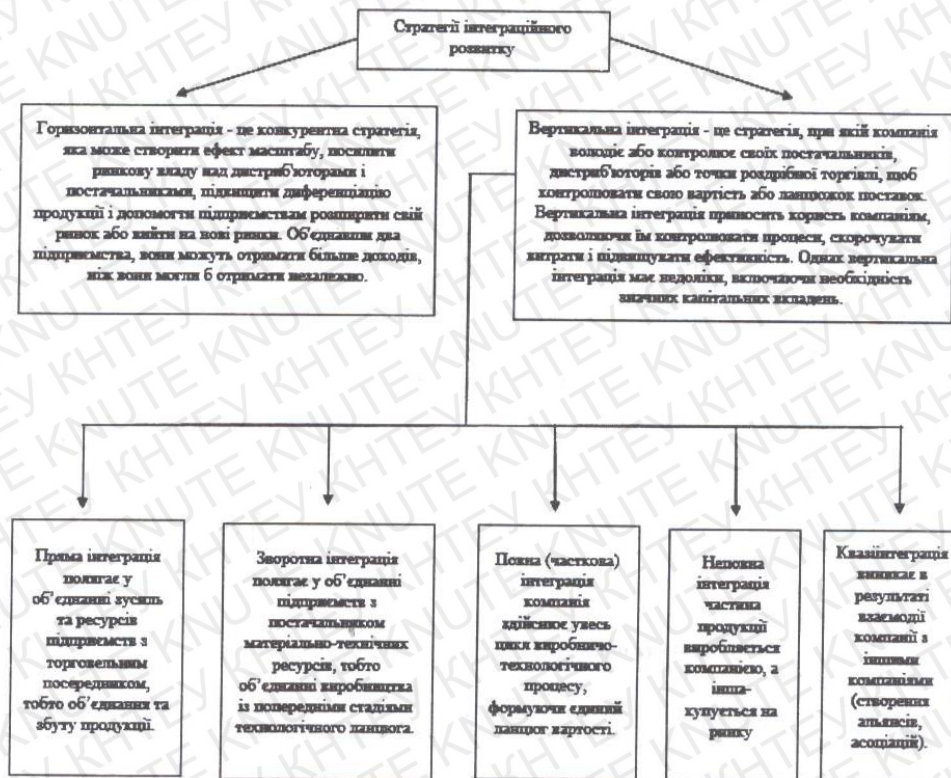 Стратегії інтеграційного
розвитку
Горизонтальна інтеграція - це конкурентна стратегія,
яка може створити ефект масштабу, посилити
ринкову владу над дистриб'юторами і
постачальниками, підвищити диференціацію
продукції і допомогти підприємствам розширити свій
ринок або вийти на нові ринки. Об'єднавши два
підприємства, вони можуть отримати більше доходів,
ніж вони могли б отримати незалежно.
Вертикальна інтеграція - це стратегія, при якій компанія
володіє або контролює своїх постачальників,
дистриб'юторів або точки роздрібної торгівлі, щоб
контролювати свою вартість або ланцюжок поставок.
Вертикальна інтеграція приносить користь компаніям,
дозволяючи їм контролювати процеси, скорочувати
витрати і підвищувати ефективність. Однак вертикальна
інтеграція має недоліки, включаючи необхідність
значних капітальних вкладень.
Пряма інтеграція
полягає у
об’єднанні зусиль
та ресурсів
підприємств з
торговельним
посередником,
тобто об’єднання та
збуту продукції.
Зворотна інтеграція
полягає у об’єднанні
підприємств з
постачальником
матеріально-технічних
ресурсів, тобто
об’єднанні виробництва
із попередніми стадіями
технологічного ланцюга.
Повна (часткова)
інтеграція
компанія
здійснює увесь
цикл виробничо-
технологічного
процесу,
формуючи єдиний
ланцюг вартості.
Неповна
інтеграція
частина
продукції
виробляється
компанією, а
інша-
купується на
ринку
Квазіінтеграція
виникає в
результаті
взаємодії
компанії з
іншими
компаніями
(створення
альянсів,
асоціацій).